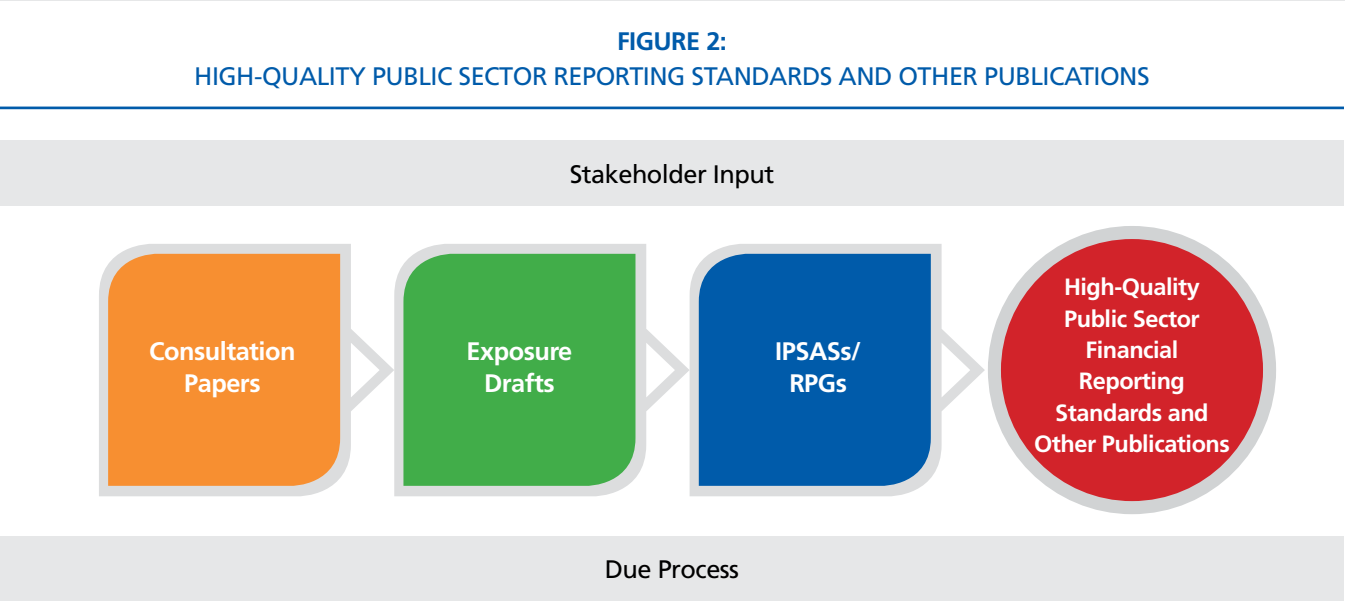 FIGURE 2:
HIGH-QUALITY PUBLIC SECTOR REPORTING STANDARDS AND OTHER PUBLICATIONS
Stakeholder Input
Consultation
Papers
Exposure
Drafts
IPSASs/
RPGs
High-Quality
Public Sector
Financial
Reporting
Standards and
Other Publications
Due Process